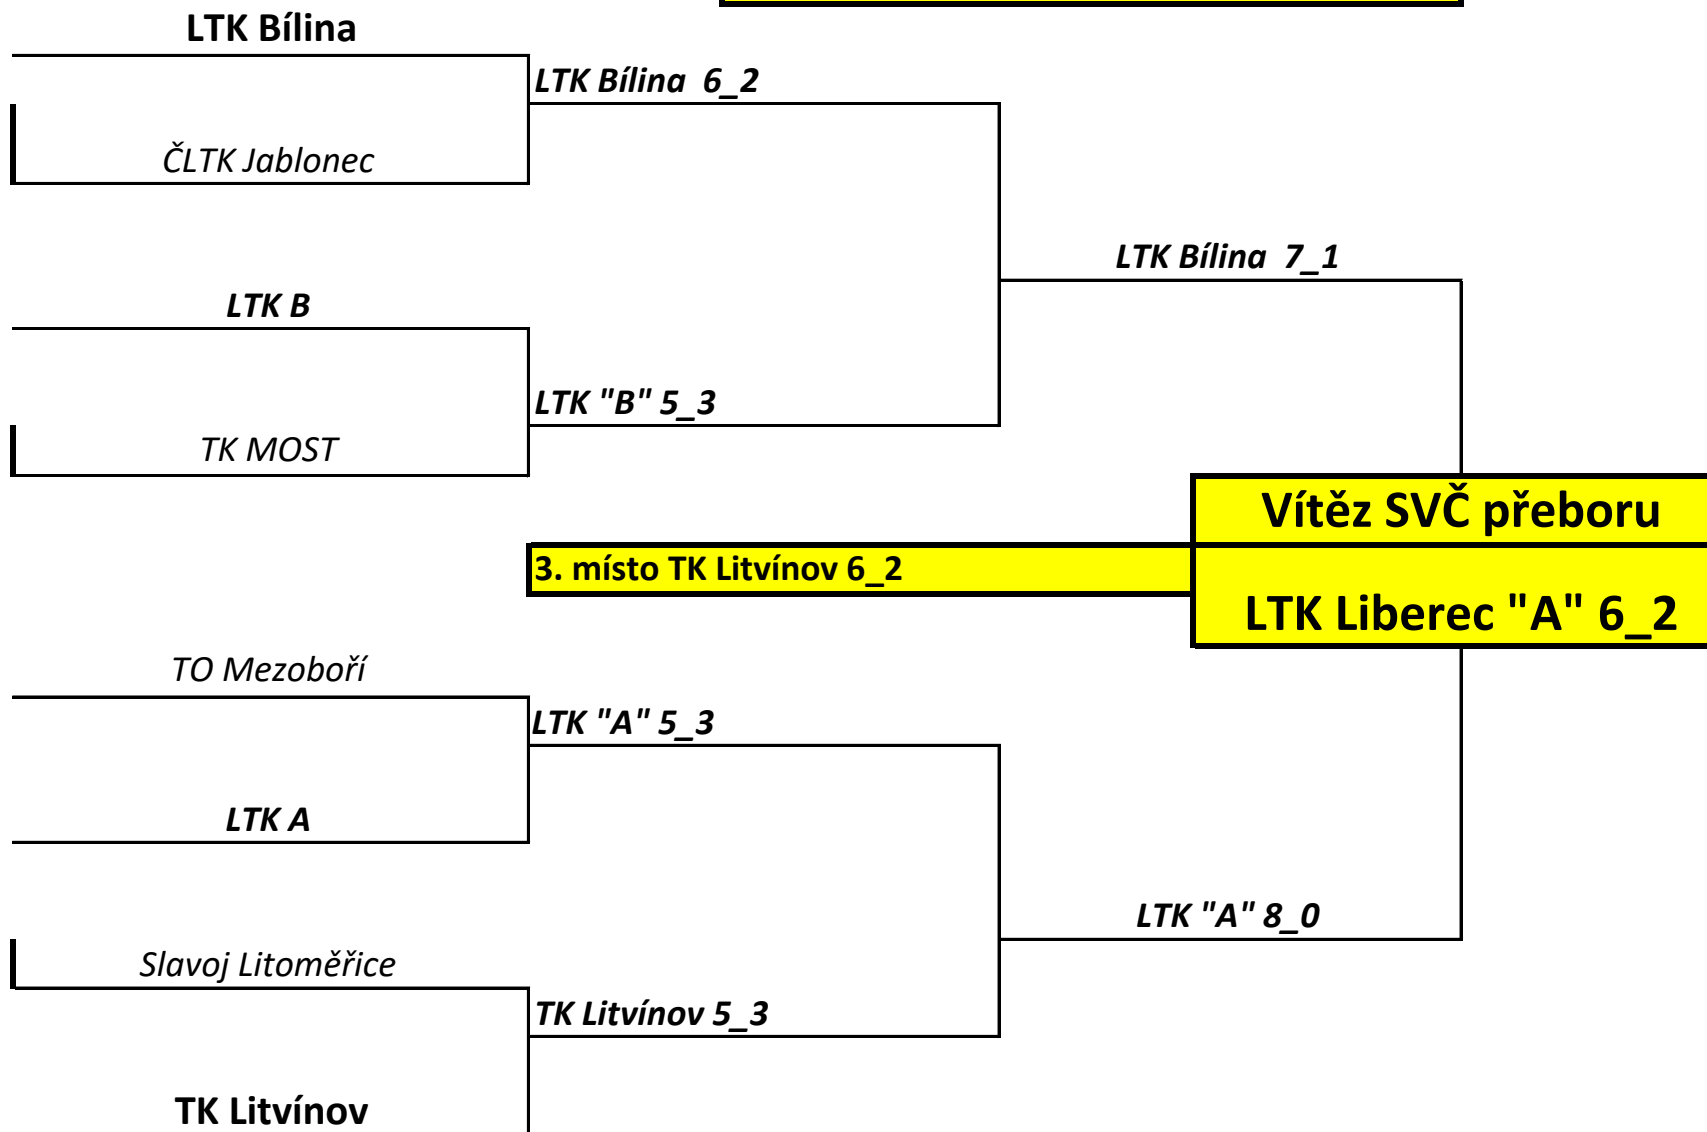 LTK Bílina
LTK Bílina  6_2
ČLTK Jablonec
LTK Bílina  7_1
LTK B
LTK "B" 5_3
TK MOST
Vítěz SVČ přeboru
3. místo TK Litvínov 6_2
LTK Liberec "A" 6_2
TO Mezoboří
LTK "A" 5_3
LTK A
LTK "A" 8_0
Slavoj Litoměřice
TK Litvínov 5_3
TK Litvínov